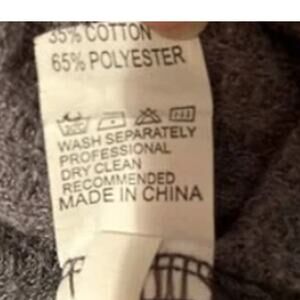 35% COTTON
65% POLYESTER
WASH SEPARATELY
PROFESSIONAL
DRY CLEAN
RECOMMENDED
MADE IN CHINA